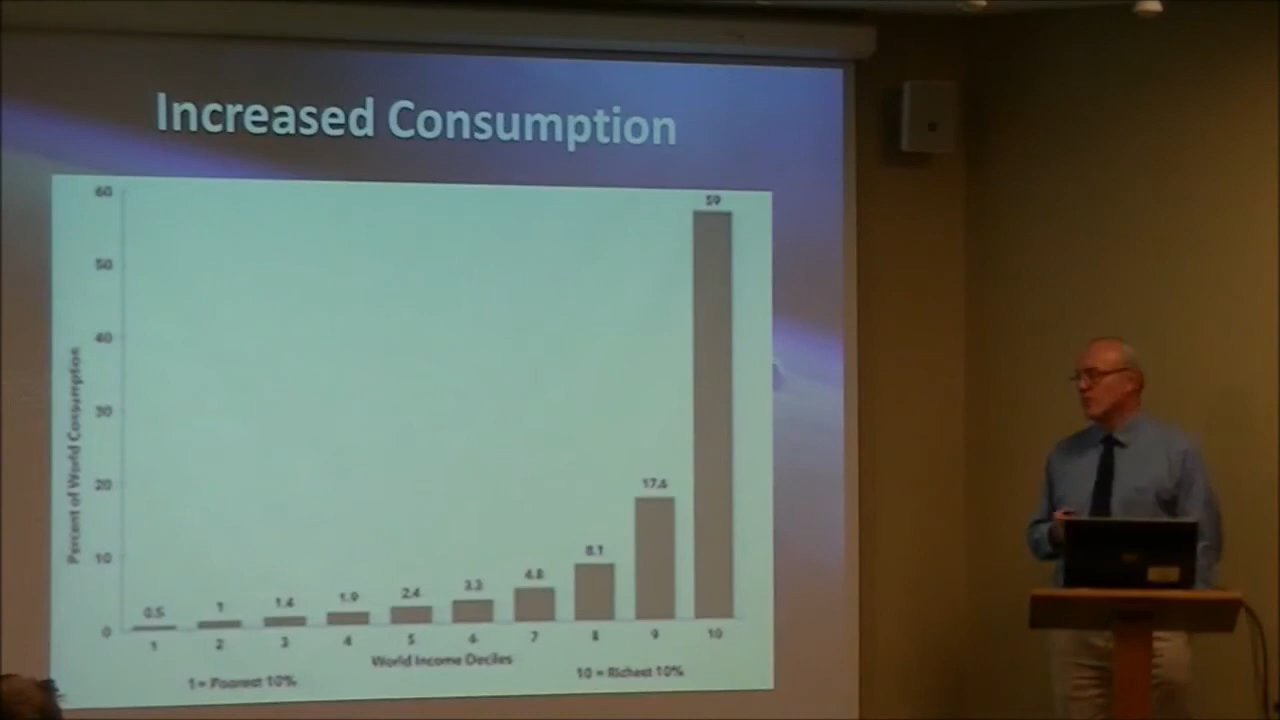 Increased Consumption
60
50
40
30
20
10
0
Percent of World Consumption
0.5
1
1.4
1.9
2.4
3.3
4.8
8.1
17.6
59
1 2 3 4 5 6 7 8 9 10
World Income Deciles
1= Poorest 10%
10 = Richest 10%